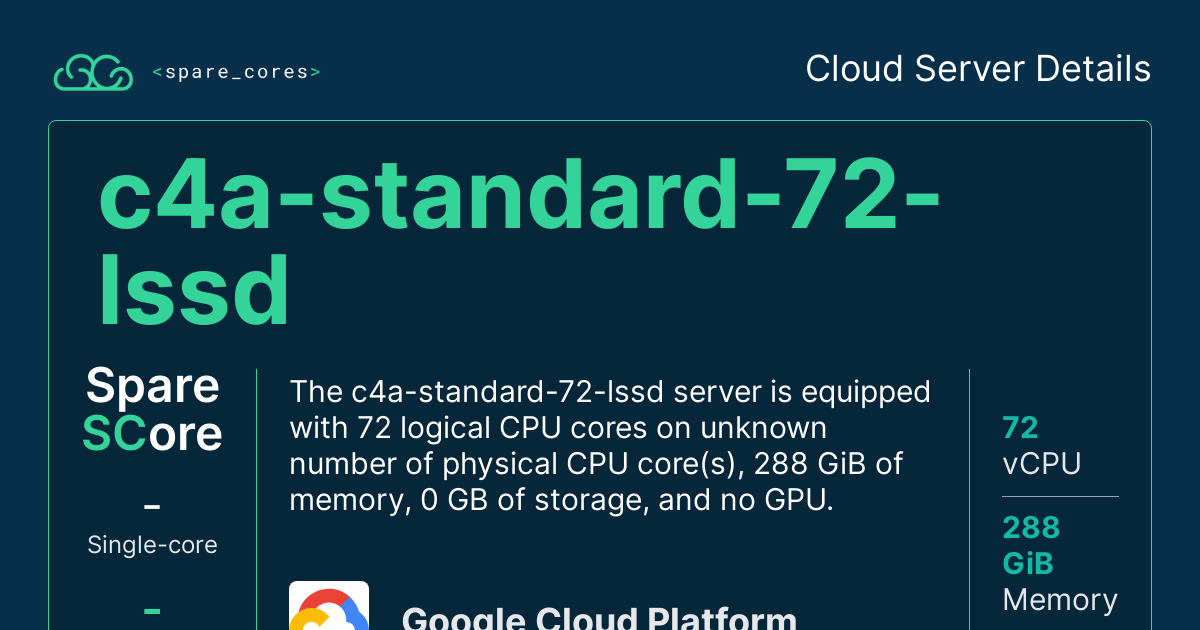 <spare_cores>
Cloud Server Details
c4a-standard-72-
lssd
Spare
SCore
–
Single-core
–
The c4a-standard-72-lssd server is equipped
with 72 logical CPU cores on unknown
number of physical CPU core(s), 288 GiB of
memory, 0 GB of storage, and no GPU.
Google Cloud Platform
72
vCPU
288
GiB
Memory